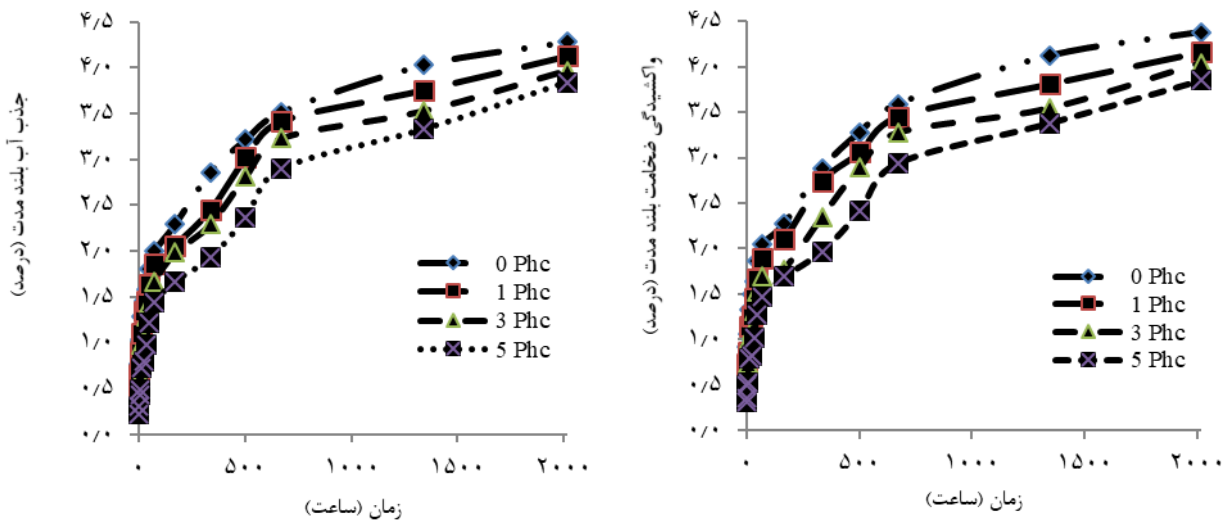 جذب آب بلند مدت (درصد)
۴٫۵
۴٫۰
۳٫۵
۳٫۰
۲٫۵
۲٫۰
۱٫۵
۱٫۰
۰٫۵
۰٫۰
۰ ۵۰۰ ۱۰۰۰ ۱۵۰۰ ۲۰۰۰
زمان (ساعت)
0 Phc
1 Phc
3 Phc
5 Phc
واکشیدگی ضخامت بلند مدت (درصد)
۴٫۵
۴٫۰
۳٫۵
۳٫۰
۲٫۵
۲٫۰
۱٫۵
۱٫۰
۰٫۵
۰٫۰
۰ ۵۰۰ ۱۰۰۰ ۱۵۰۰ ۲۰۰۰
زمان (ساعت)
0 Phc
1 Phc
3 Phc
5 Phc